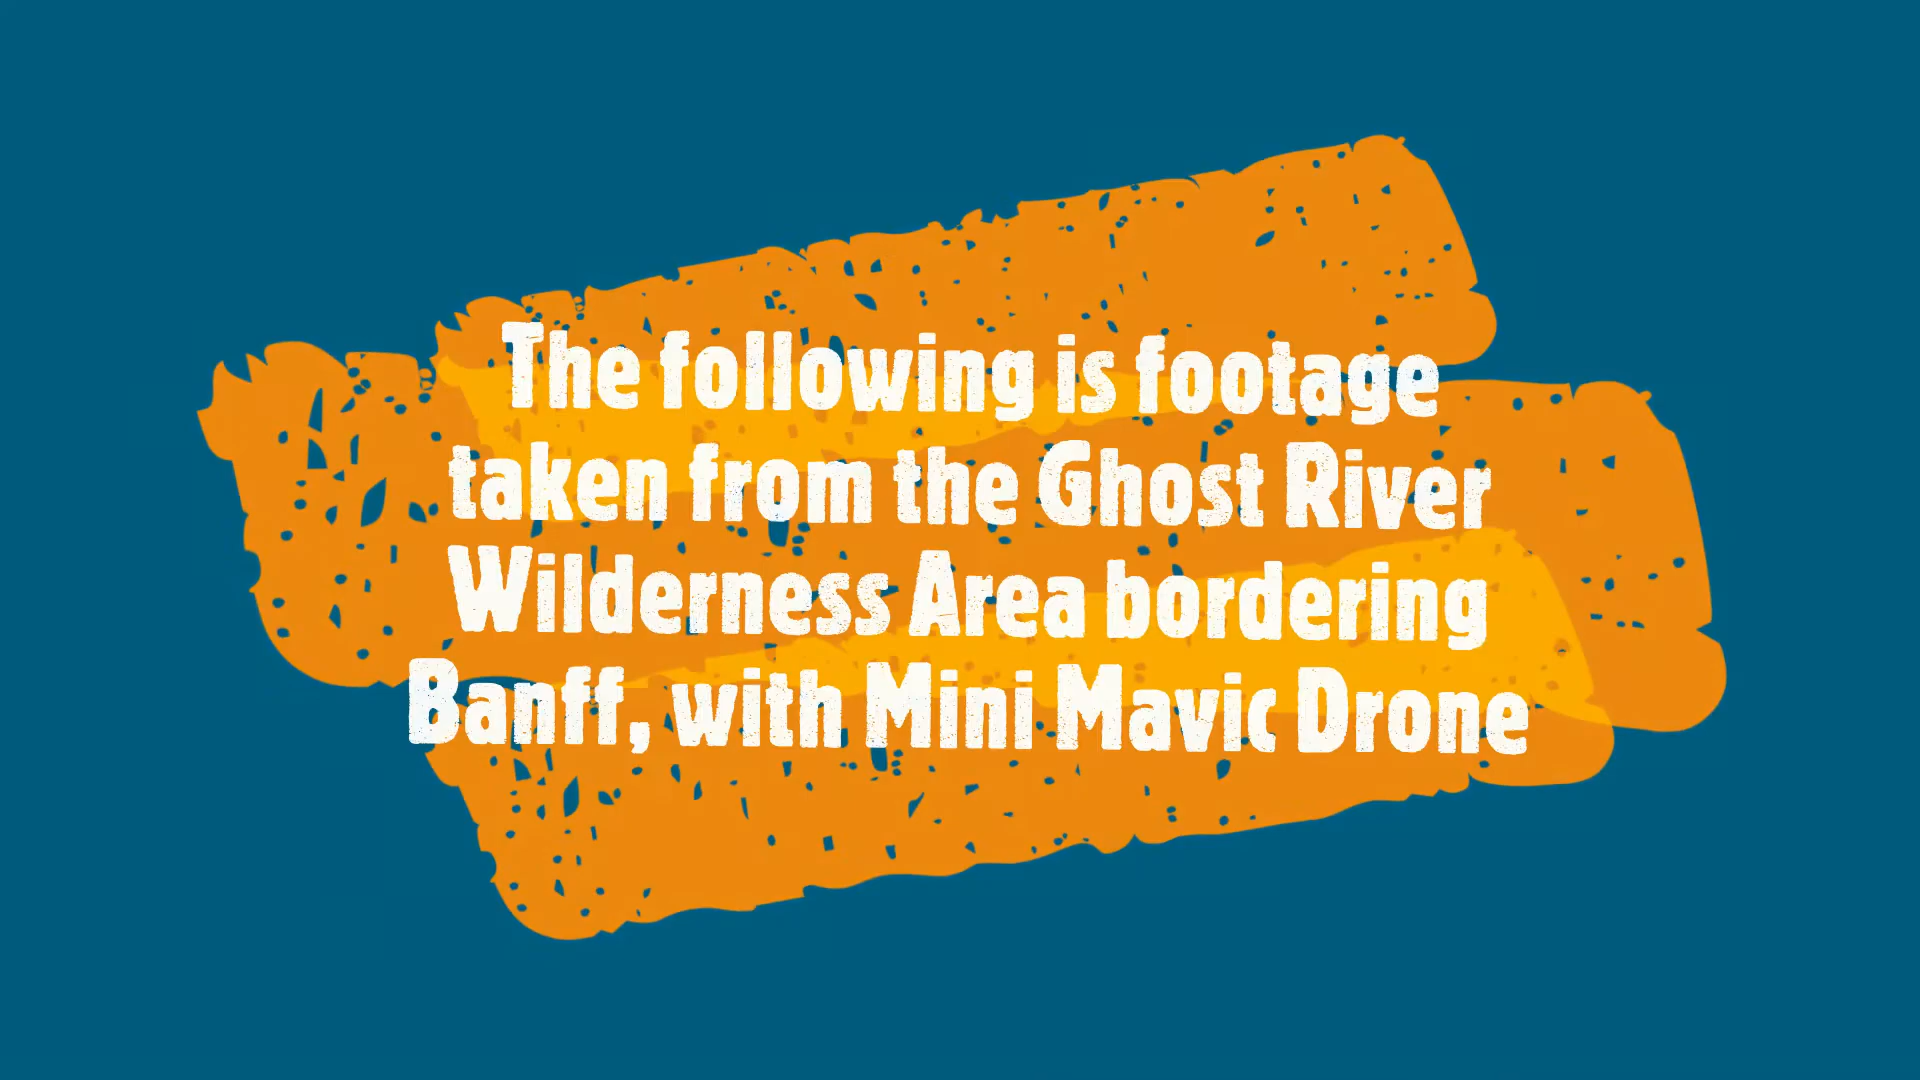 The following is footage
taken from the Ghost River
Wilderness Area bordering
Banff, with Mini Mavic Drone